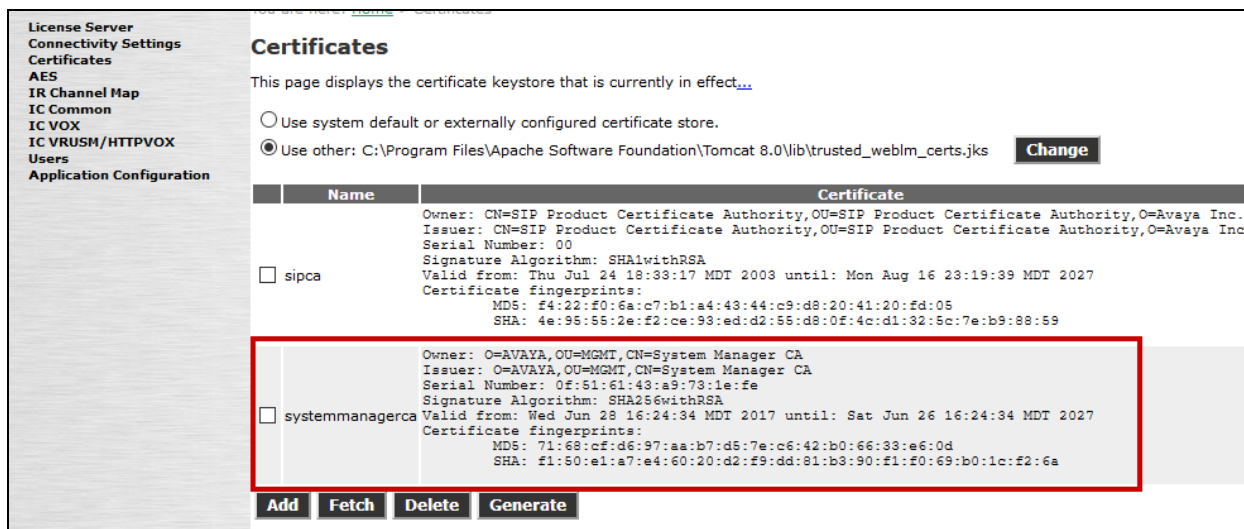 You are here: Home > Certificates
License Server
Connectivity Settings
Certificates
AES
IR Channel Map
IC Common
IC VOX
IC VRUSM/HTTPVOX
Users
Application Configuration
Certificates
This page displays the certificate keystore that is currently in effect...
Use system default or externally configured certificate store.
Use other: C:\Program Files\Apache Software Foundation\Tomcat 8.0\lib\trusted_weblm_certs.jks Change
Name Certificate
Owner: CN=SIP Product Certificate Authority,OU=SIP Product Certificate Authority,O=Avaya Inc.
Issuer: CN=SIP Product Certificate Authority,OU=SIP Product Certificate Authority,O=Avaya Inc
Serial Number: 00
Signature Algorithm: SHA1withRSA
sipca Valid from: Thu Jul 24 18:33:17 MDT 2003 until: Mon Aug 16 23:19:39 MDT 2027
Certificate fingerprints:
MD5: f4:22:f0:6a:c7:b1:a4:43:44:c9:d8:20:41:20:fd:05
SHA: 4e:95:55:2e:f2:ce:93:ed:d2:55:d8:0f:4c:d1:32:5c:7e:b9:88:59
Owner: O=AVAYA,OU=MGMT,CN=System Manager CA
Issuer: O=AVAYA,OU=MGMT,CN=System Manager CA
Serial Number: 0f:51:61:43:a9:73:1e:fe
Signature Algorithm: SHA256withRSA
systemmanagerca Valid from: Wed Jun 28 16:24:34 MDT 2017 until: Sat Jun 26 16:24:34 MDT 2027
Certificate fingerprints:
MD5: 71:68:cf:d6:97:aa:b7:d5:7e:c6:42:b0:66:33:e6:0d
SHA: f1:50:e1:a7:e4:60:20:d2:f9:dd:81:b3:90:f1:f0:69:b0:1c:f2:6a
Add Fetch Delete Generate